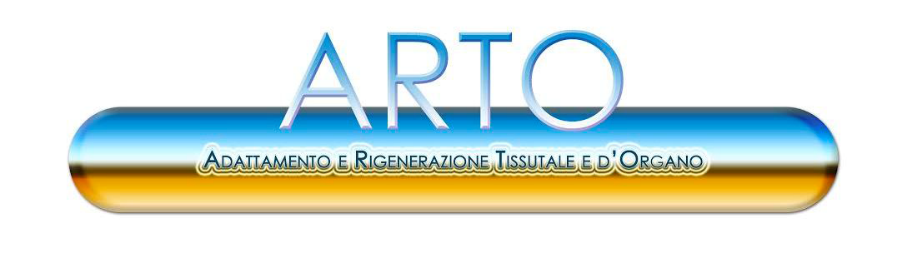 ARTO
Adattamento e Rigenerazione Tissutale e d'Organo